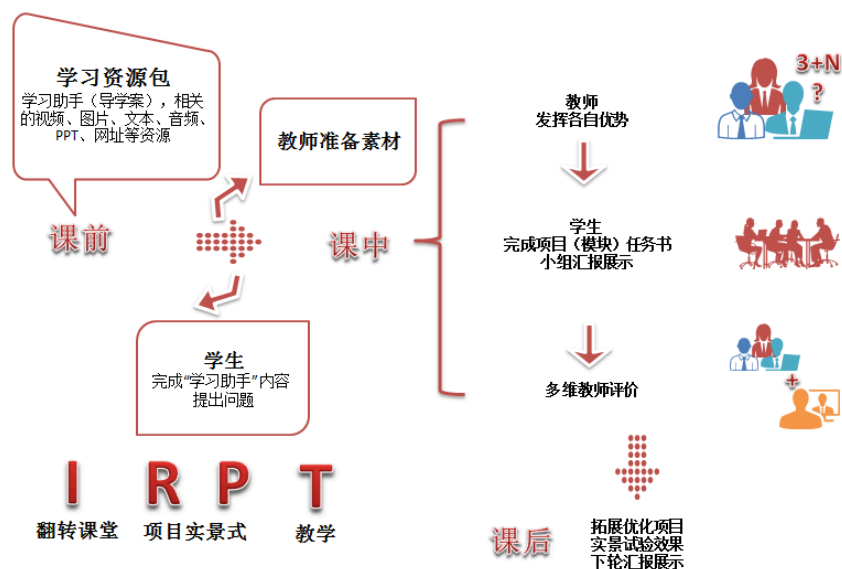 学习资源包
学习助手（导学案），相关
的视频、图片、文本、音频、
PPT、网址等资源
课前
教师准备素材
学生
完成“学习助手”内容
提出问题
课中
教师
发挥各自优势
3+N
?
学生
完成项目（模块）任务书
小组汇报展示
多维教师评价
+
I R P T
翻转课堂 项目实景式 教学
课后
拓展优化项目
实景试验效果
下轮汇报展示